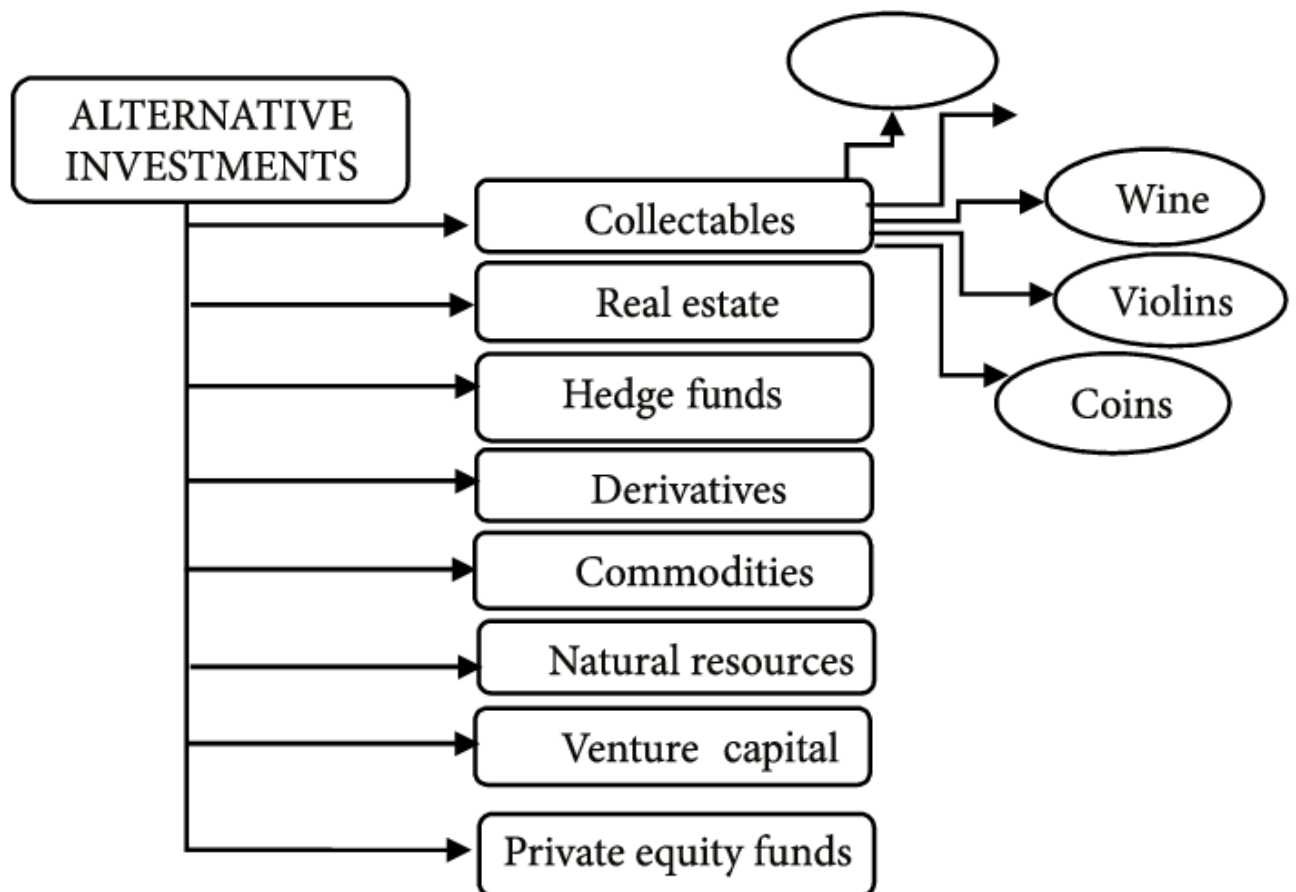 ALTERNATIVE
INVESTMENTS
Collectables
Wine
Violins
Coins
Real estate
Hedge funds
Derivatives
Commodities
Natural resources
Venture capital
Private equity funds